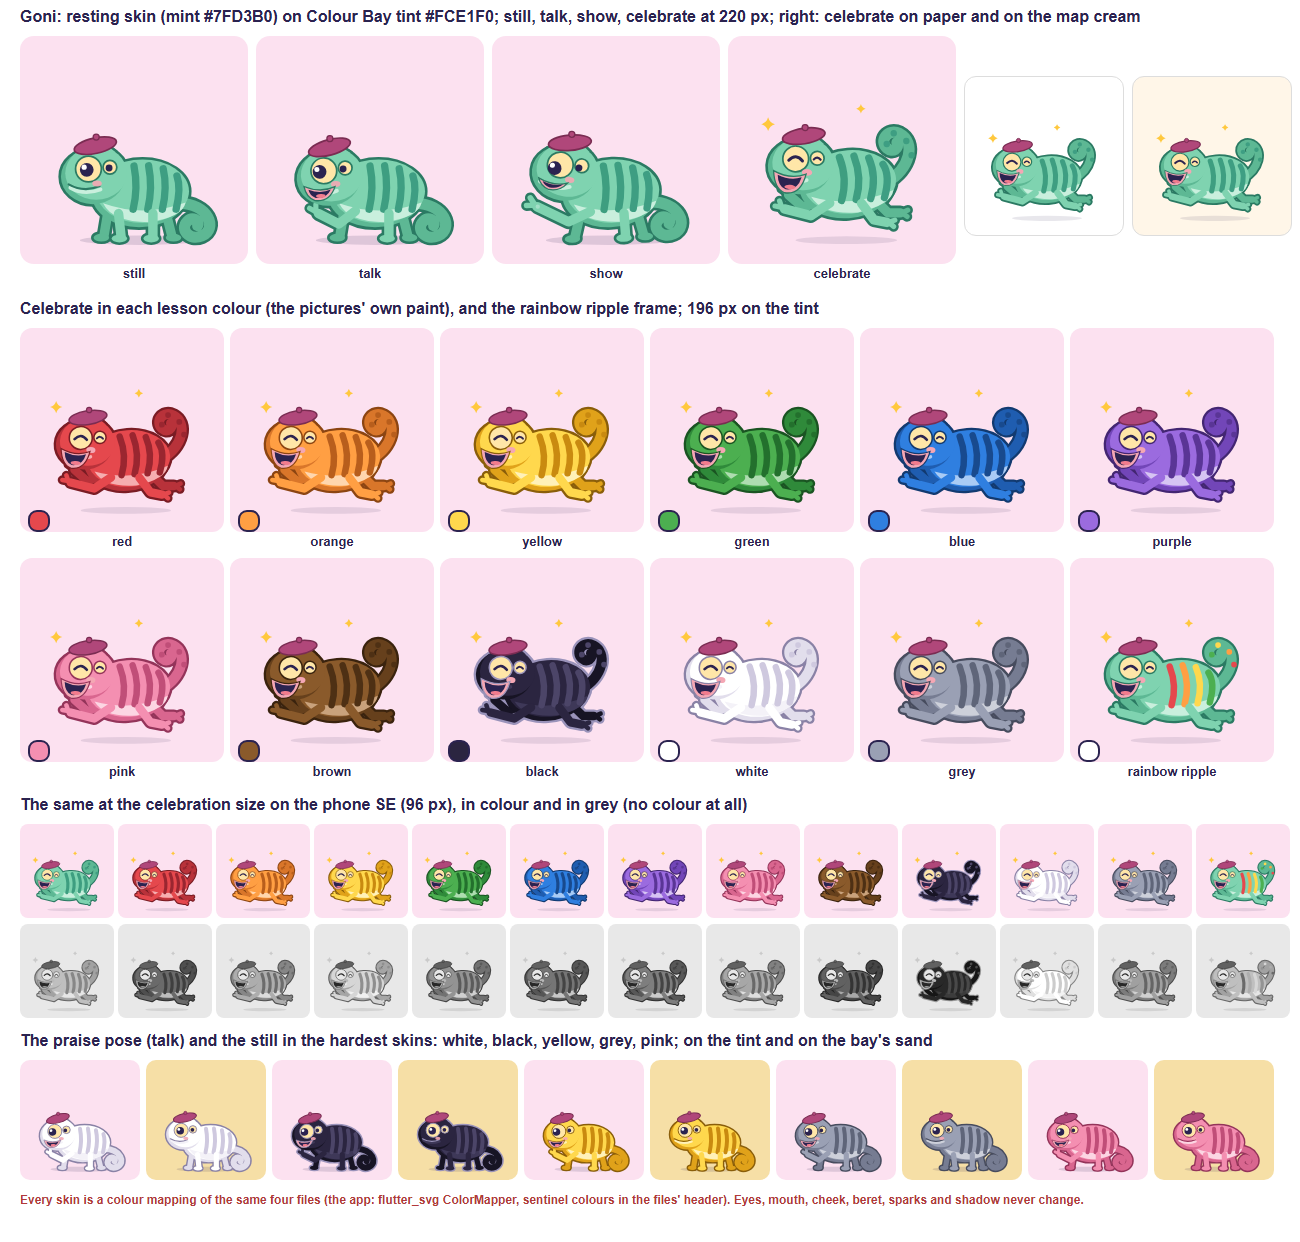 Goni: resting skin (mint #7FD3B0) on Colour Bay tint #FCE1F0; still, talk, show, celebrate at 220 px; right: celebrate on paper and on the map cream
still
talk
show
celebrate
Celebrate in each lesson colour (the pictures' own paint), and the rainbow ripple frame; 196 px on the tint
red
orange
yellow
green
blue
purple
pink
brown
black
white
grey
rainbow ripple
The same at the celebration size on the phone SE (96 px), in colour and in grey (no colour at all)
The praise pose (talk) and the still in the hardest skins: white, black, yellow, grey, pink; on the tint and on the bay's sand
Every skin is a colour mapping of the same four files (the app: flutter_svg ColorMapper, sentinel colours in the files' header). Eyes, mouth, cheek, beret, sparks and shadow never change.